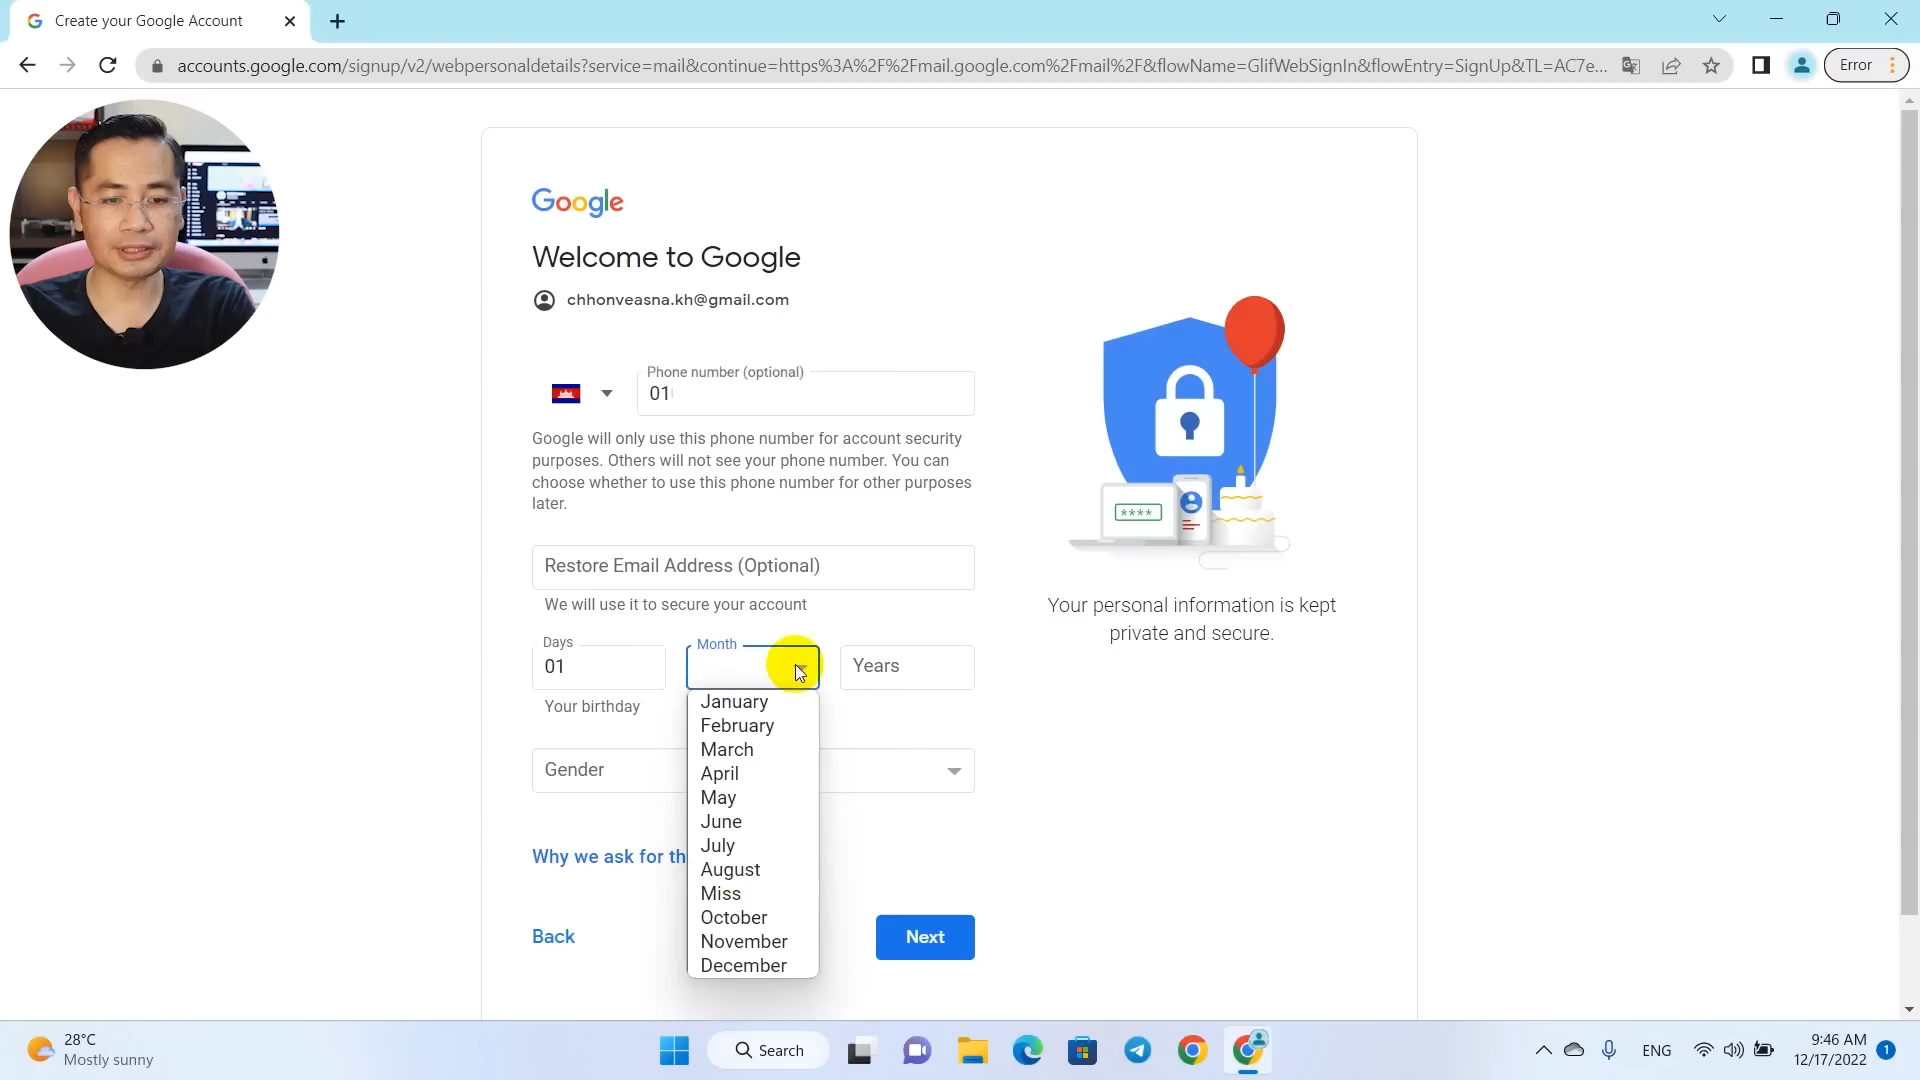 Create your Google Account
accounts.google.com/signup/v2/webpersonaldetails?service=mail&continue=https%3A%2F%2Fmail.google.com%2Fmail%2F&flowName=GlifWebSignIn&flowEntry=SignUp&TL=AC7e...
Error
Google
Welcome to Google
chhonveasna.kh@gmail.com
Phone number (optional)
01
Google will only use this phone number for account security
purposes. Others will not see your phone number. You can
choose whether to use this phone number for other purposes
later.
Restore Email Address (Optional)
We will use it to secure your account
Days
01
Month
Years
Your birthday
January
February
March
April
May
June
July
August
Miss
October
November
December
Gender
Why we ask for th
Back
Next
****
Your personal information is kept
private and secure.
28°C
Mostly sunny
Search
ENG
9:46 AM
12/17/2022
1